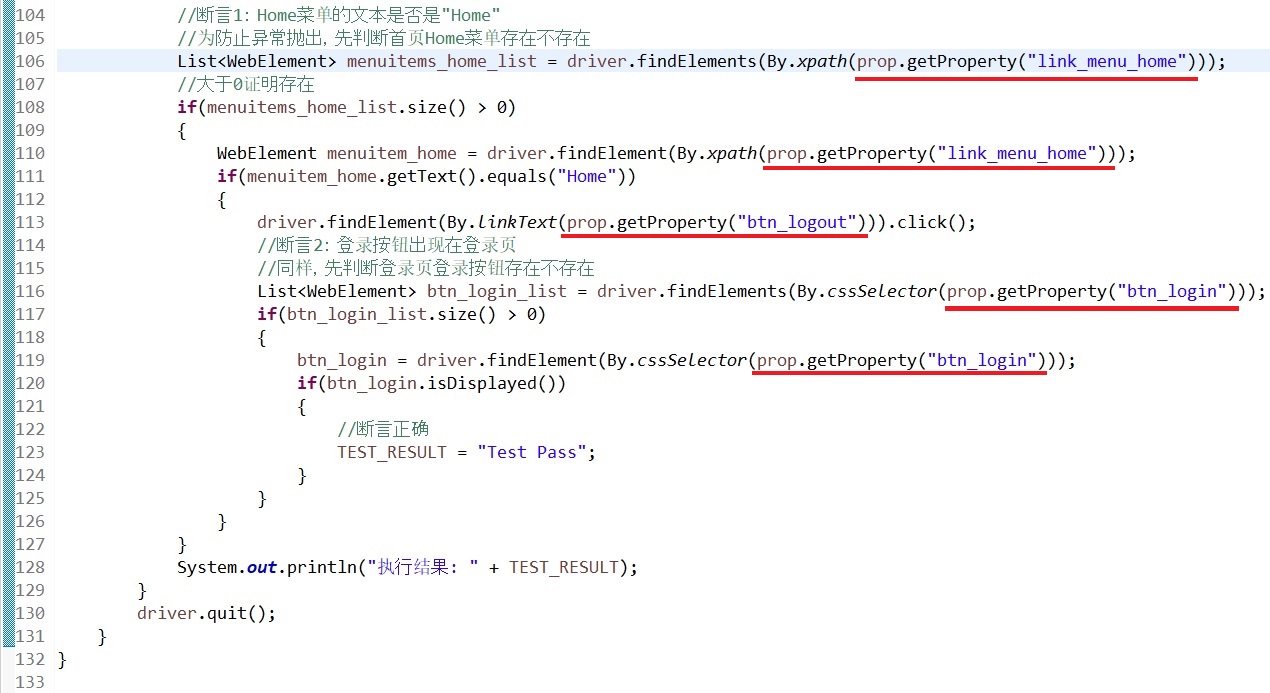 104 //断言1: Home菜单的文本是否是"Home"
105 //为防止异常抛出, 先判断首页Home菜单存在不存在
106 List<WebElement> menuitems_home_list = driver.findElements(By.xpath(prop.getProperty("link_menu_home")));
107 //大于0证明存在
108 if(menuitems_home_list.size() > 0)
109 {
110 WebElement menuitem_home = driver.findElement(By.xpath(prop.getProperty("link_menu_home")));
111 if(menuitem_home.getText().equals("Home"))
112 {
113 driver.findElement(By.linkText(prop.getProperty("btn_logout"))).click();
114 //断言2: 登录按钮出现在登录页
115 //同样, 先判断登录页登录按钮存在不存在
116 List<WebElement> btn_login_list = driver.findElements(By.cssSelector(prop.getProperty("btn_login")));
117 if(btn_login_list.size() > 0)
118 {
119 btn_login = driver.findElement(By.cssSelector(prop.getProperty("btn_login")));
120 if(btn_login.isDisplayed())
121 {
122 //断言正确
123 TEST_RESULT = "Test Pass";
124 }
125 }
126 }
127 }
128 System.out.println("执行结果: " + TEST_RESULT);
129 }
130 driver.quit();
131 }
132 }
133